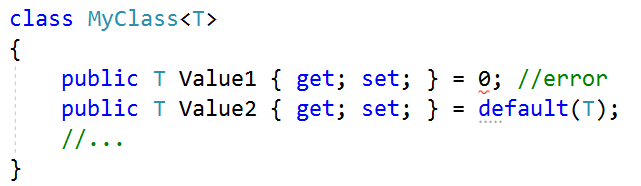 class MyClass<T>
{
    public T Value1 { get; set; } = 0; //error
    public T Value2 { get; set; } = default(T);
    //...
}